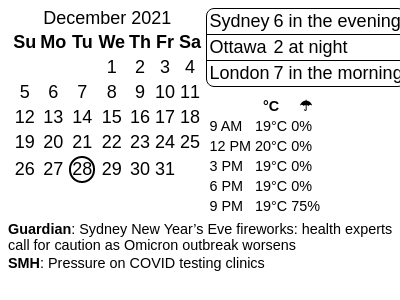 December 2021
Su Mo Tu We Th Fr Sa
1 2 3 4
5 6 7 8 9 10 11
12 13 14 15 16 17 18
19 20 21 22 23 24 25
26 27 28 29 30 31
Sydney 6 in the evening
Ottawa 2 at night
London 7 in the morning
°C ☂
9 AM 19°C 0%
12 PM 20°C 0%
3 PM 19°C 0%
6 PM 19°C 0%
9 PM 19°C 75%
Guardian: Sydney New Year’s Eve fireworks: health experts
call for caution as Omicron outbreak worsens
SMH: Pressure on COVID testing clinics